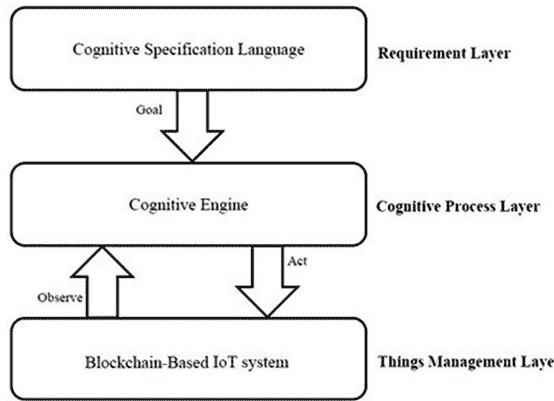 Cognitive Specification Language
Requirement Layer
Goal
Cognitive Engine
Cognitive Process Layer
Observe
Act
Blockchain-Based IoT system
Things Management Laye